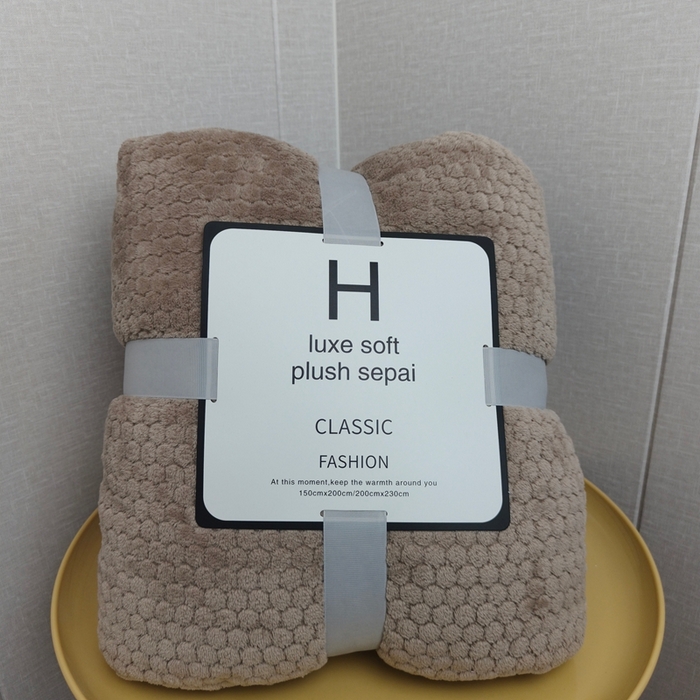 H
luxe soft
plush sepai
CLASSIC
FASHION
At this moment,keep the warmth around you
150cmx200cm/200cmx230cm